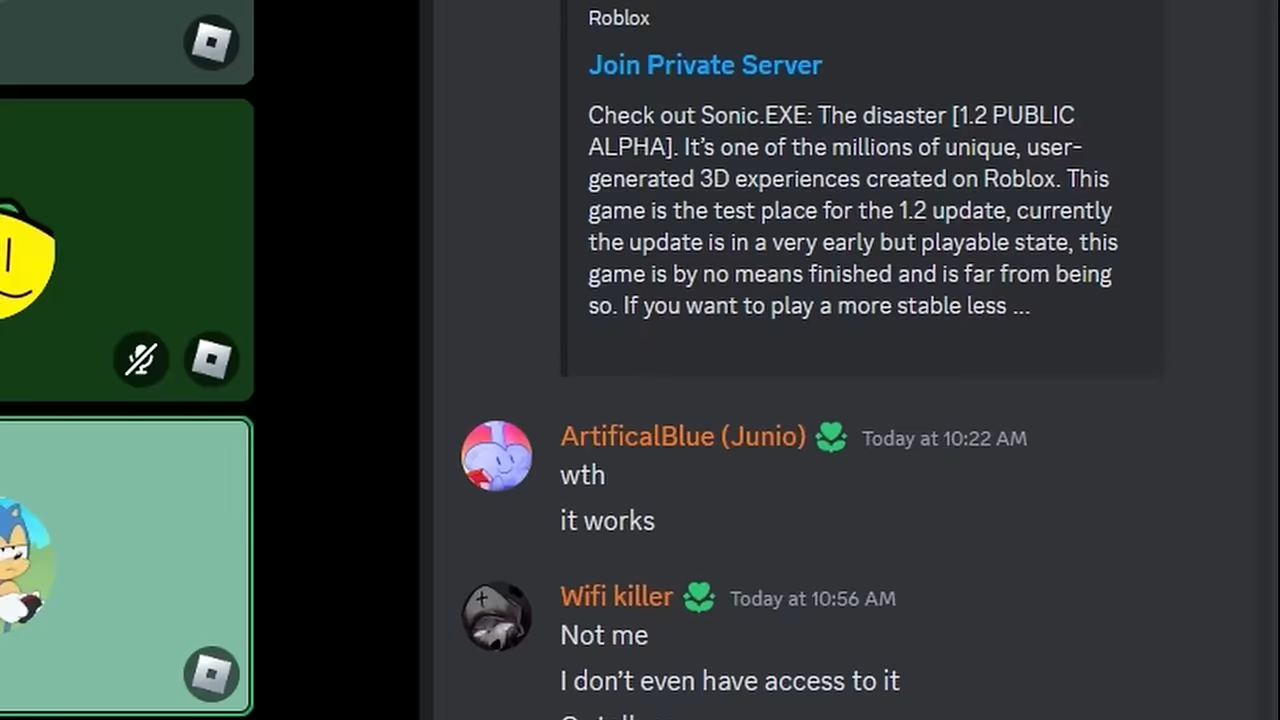 Roblox
Join Private Server
Check out Sonic.EXE: The disaster [1.2 PUBLIC
ALPHA]. It's one of the millions of unique, user-
generated 3D experiences created on Roblox. This
game is the test place for the 1.2 update, currently
the update is in a very early but playable state, this
game is by no means finished and is far from being
so. If you want to play a more stable less ...
ArtificalBlue (Junio) Today at 10:22 AM
wth
it works
Wifi killer Today at 10:56 AM
Not me
I don't even have access to it